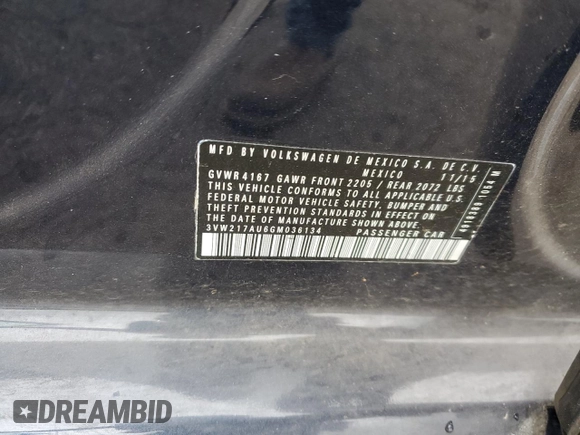 MFD BY VOLKSWAGEN DE MEXICO S.A. DE C.V.
MEXICO 11/15
GVWR 4167 GAWR FRONT 2205 / REAR 2072 LBS
THIS VEHICLE CONFORMS TO ALL APPLICABLE U.S.
FEDERAL MOTOR VEHICLE SAFETY, BUMPER AND
THEFT PREVENTION STANDARDS IN EFFECT ON
THE DATE OF MANUFACTURE SHOWN ABOVE.
3VW217AU6GM036134 PASSENGER CAR
DREAMBID